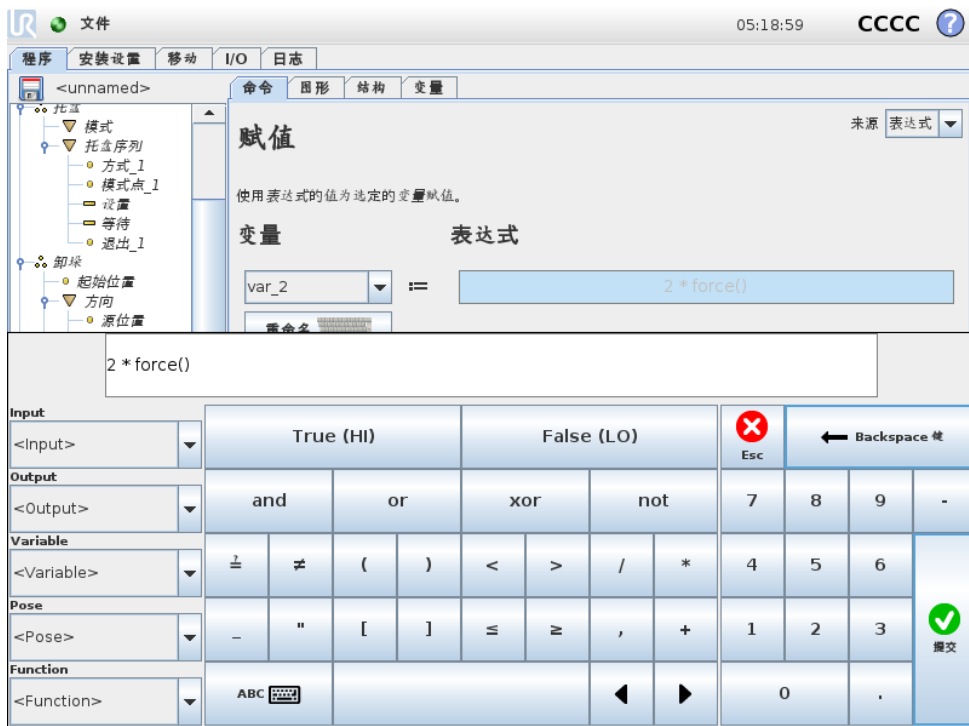 UR 文件 05:18:59 CCCC ?
程序 安装设置 移动 I/O 日志
<unnamed> 命令 图形 结构 变量
托盘
模式
托盘序列
方式_1
模式点_1
设置
等待
退出_1
卸垛
起始位置
方向
源位置
赋值
来源 表达式
使用表达式的值为选定的变量赋值。
变量 表达式
var_2 := 2 * force()
重命名
2 * force()
Input
<Input> True (HI) False (LO) Esc Backspace 键
Output
<Output> and or xor not 7 8 9 -
Variable
<Variable> ≟ ≠ ( ) < > / * 4 5 6
Pose
<Pose> _ " [ ] ≤ ≥ , + 1 2 3 提交
Function
<Function> ABC 0 .